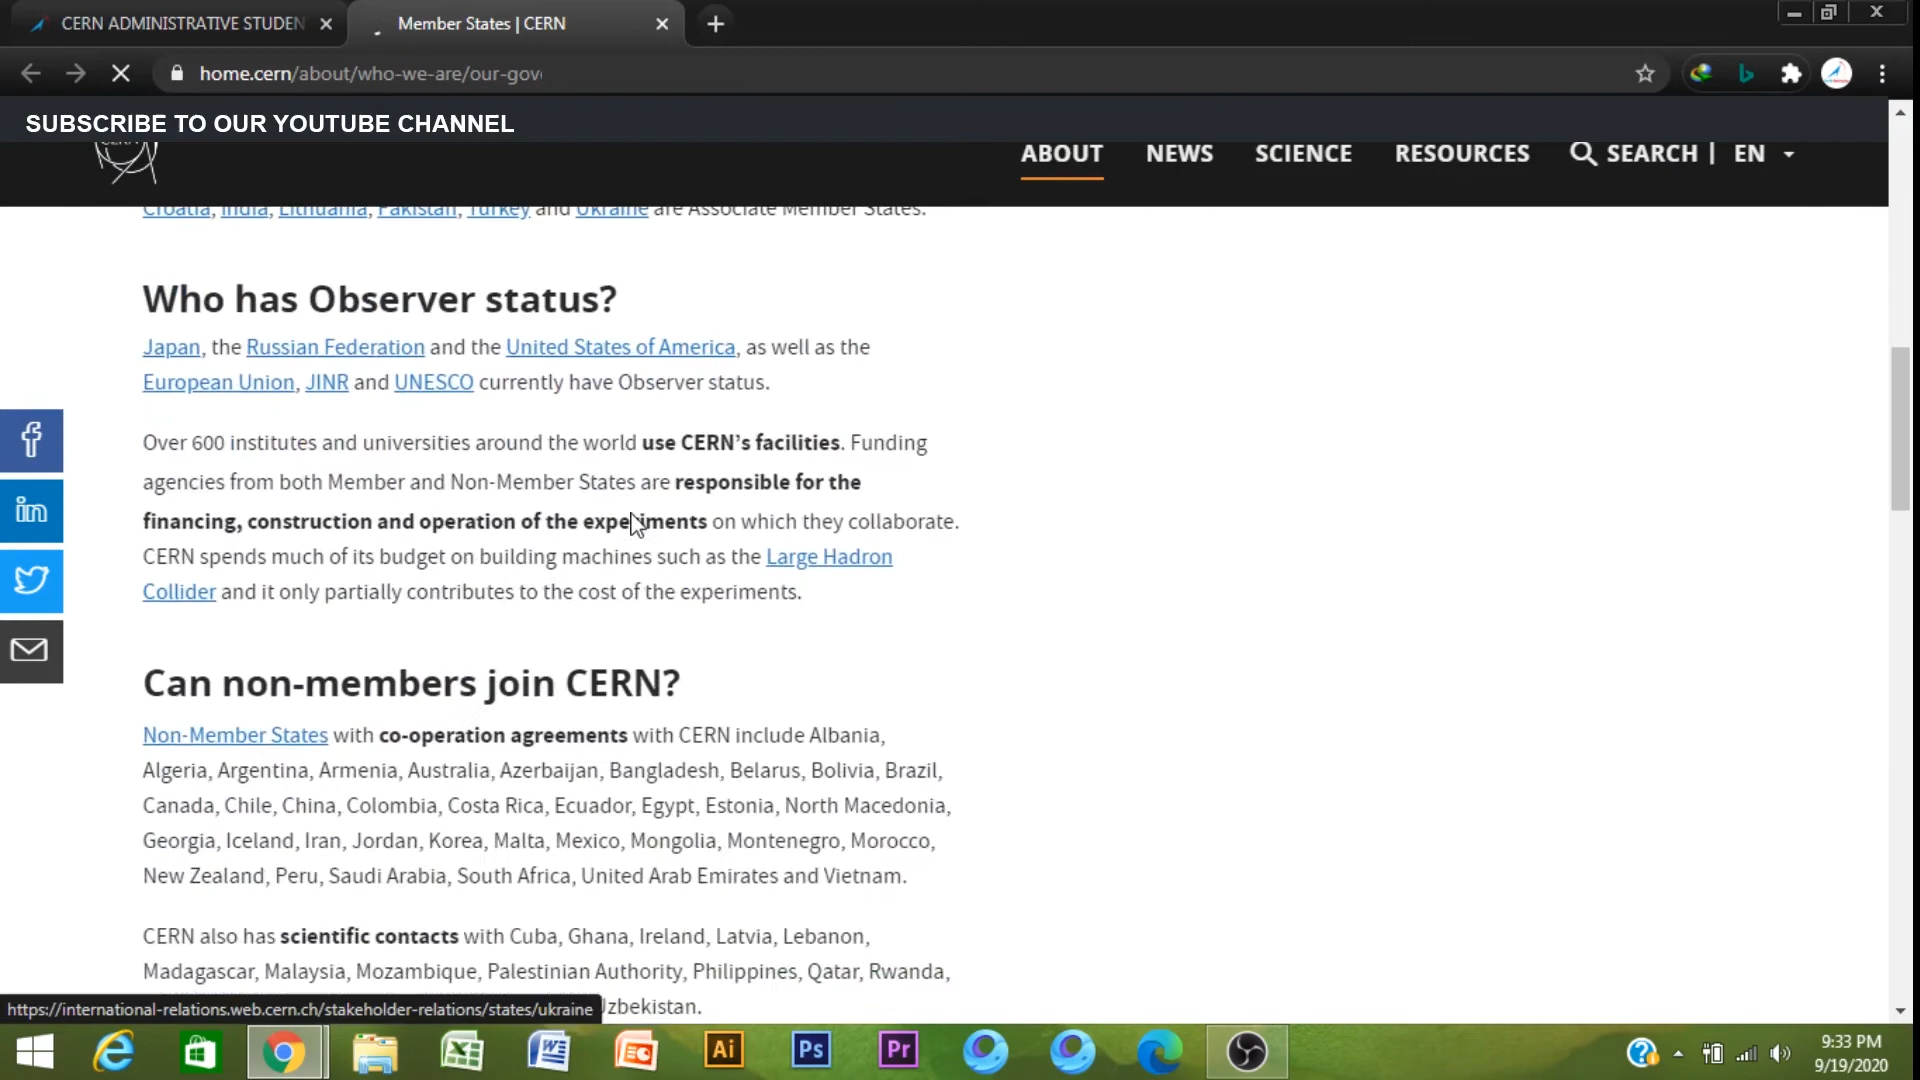 CERN ADMINISTRATIVE STUDEN
Member States | CERN
home.cern/about/who-we-are/our-gov
SUBSCRIBE TO OUR YOUTUBE CHANNEL
ABOUT NEWS SCIENCE RESOURCES SEARCH | EN
Croatia, India, Lithuania, Pakistan, Turkey and Ukraine are Associate Member States.
Who has Observer status?
Japan, the Russian Federation and the United States of America, as well as the
European Union, JINR and UNESCO currently have Observer status.
Over 600 institutes and universities around the world use CERN’s facilities. Funding
agencies from both Member and Non-Member States are responsible for the
financing, construction and operation of the experiments on which they collaborate.
CERN spends much of its budget on building machines such as the Large Hadron
Collider and it only partially contributes to the cost of the experiments.
Can non-members join CERN?
Non-Member States with co-operation agreements with CERN include Albania,
Algeria, Argentina, Armenia, Australia, Azerbaijan, Bangladesh, Belarus, Bolivia, Brazil,
Canada, Chile, China, Colombia, Costa Rica, Ecuador, Egypt, Estonia, North Macedonia,
Georgia, Iceland, Iran, Jordan, Korea, Malta, Mexico, Mongolia, Montenegro, Morocco,
New Zealand, Peru, Saudi Arabia, South Africa, United Arab Emirates and Vietnam.
CERN also has scientific contacts with Cuba, Ghana, Ireland, Latvia, Lebanon,
Madagascar, Malaysia, Mozambique, Palestinian Authority, Philippines, Qatar, Rwanda,
Uzbekistan.
https://international-relations.web.cern.ch/stakeholder-relations/states/ukraine
Ai Ps Pr
9:33 PM
9/19/2020